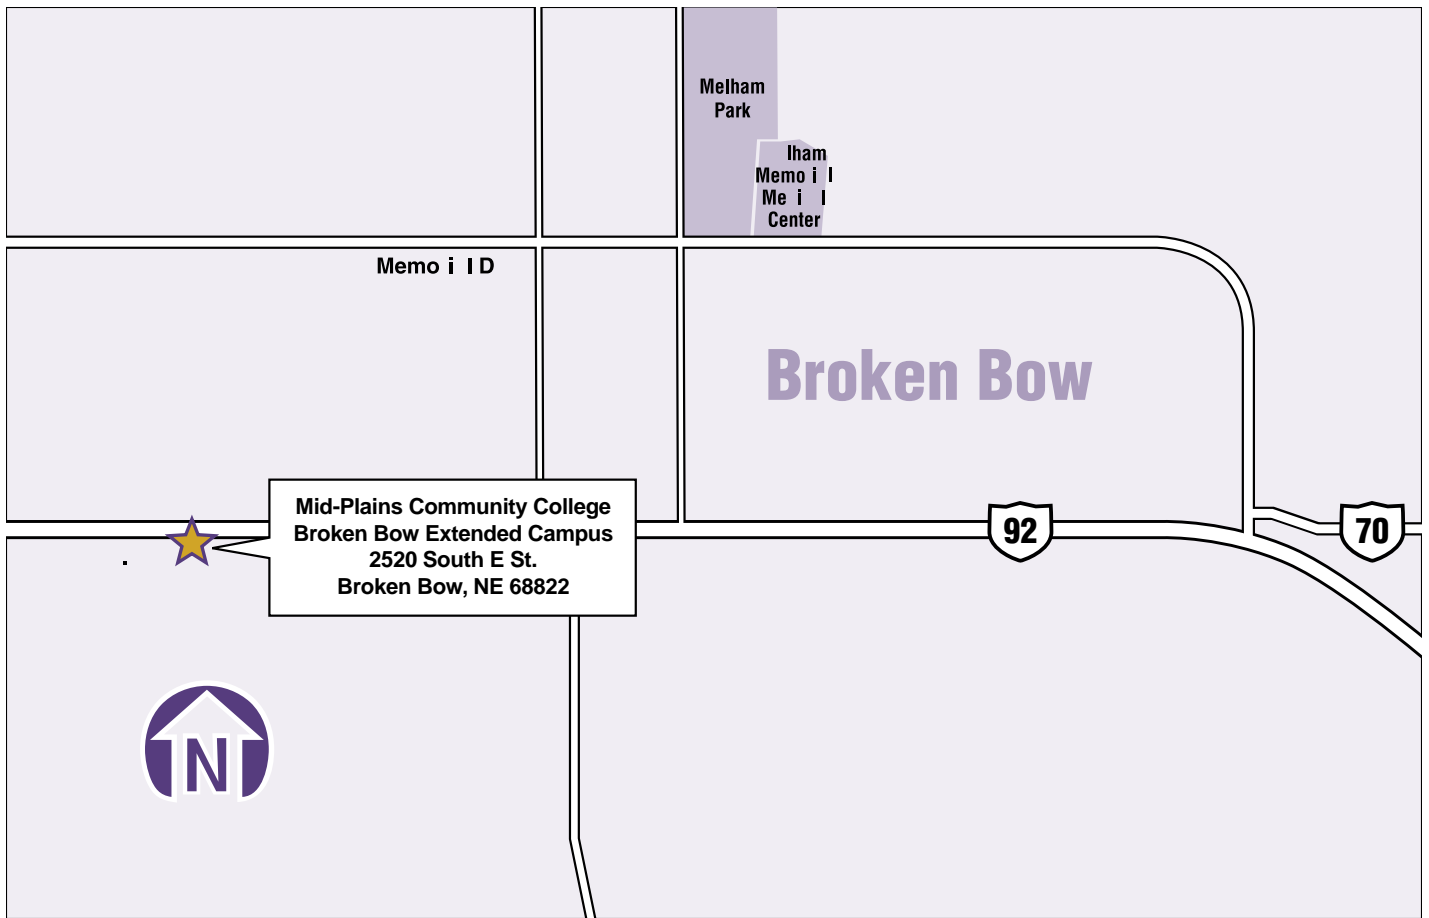 Melham
Park
lham
Memo i l
Me i l
Center
Memo i l D
Broken Bow
Mid-Plains Community College
Broken Bow Extended Campus
2520 South E St.
Broken Bow, NE 68822
92
70
N